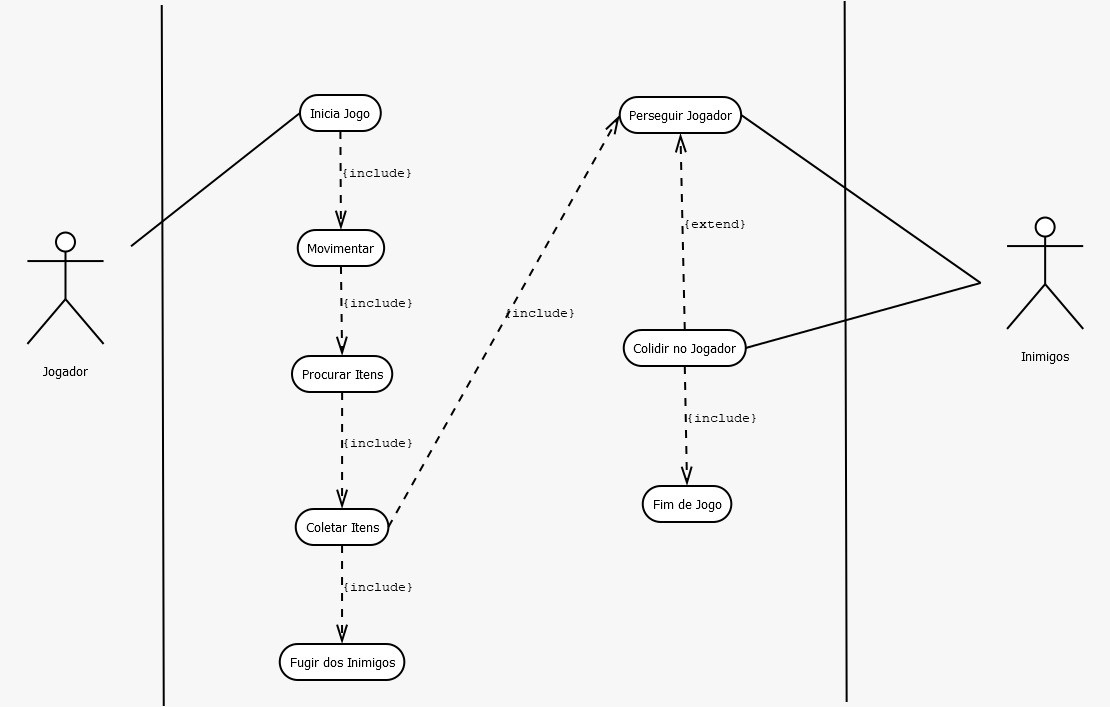 Inicia Jogo
{include}
Movimentar
{include}
Procurar Itens
{include}
Coletar Itens
{include}
Fugir dos Inimigos
{include}
Perseguir Jogador
{extend}
Colidir no Jogador
{include}
Fim de Jogo
Jogador
Inimigos